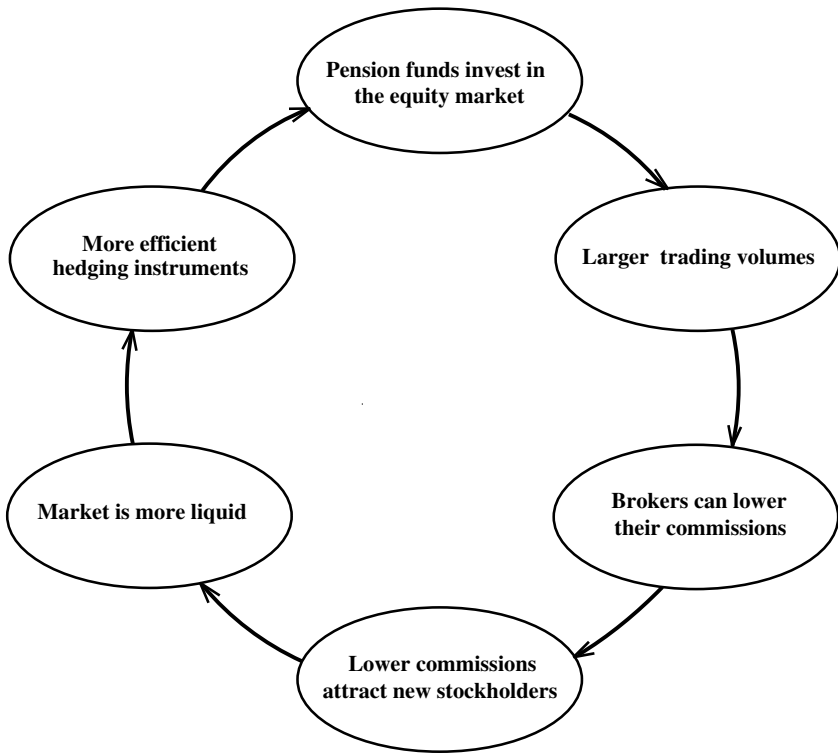 Pension funds invest in
the equity market
Larger trading volumes
Brokers can lower
their commissions
Lower commissions
attract new stockholders
Market is more liquid
More efficient
hedging instruments